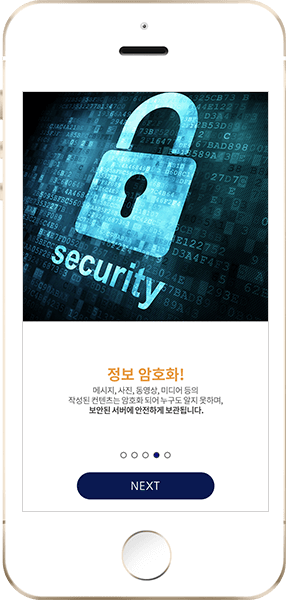 security
정보 암호화!
메시지, 사진, 동영상, 미디어 등의
작성된 컨텐츠는 암호화 되어 누구도 알지 못하며,
보안된 서버에 안전하게 보관됩니다.
NEXT